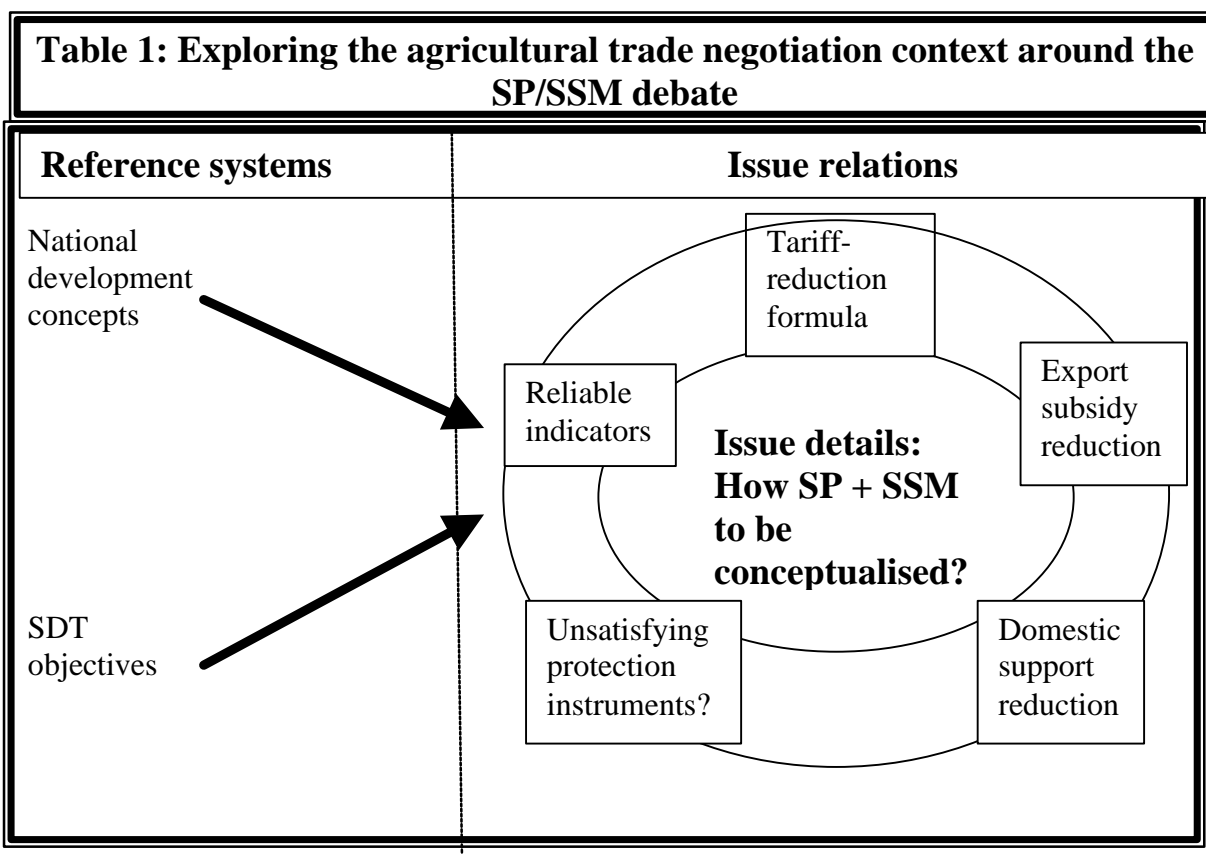 Table 1: Exploring the agricultural trade negotiation context around the
SP/SSM debate
Reference systems
Issue relations
National
development
concepts
SDT
objectives
Tariff-
reduction
formula
Reliable
indicators
Export
subsidy
reduction
Issue details:
How SP + SSM
to be
conceptualised?
Unsatisfying
protection
instruments?
Domestic
support
reduction